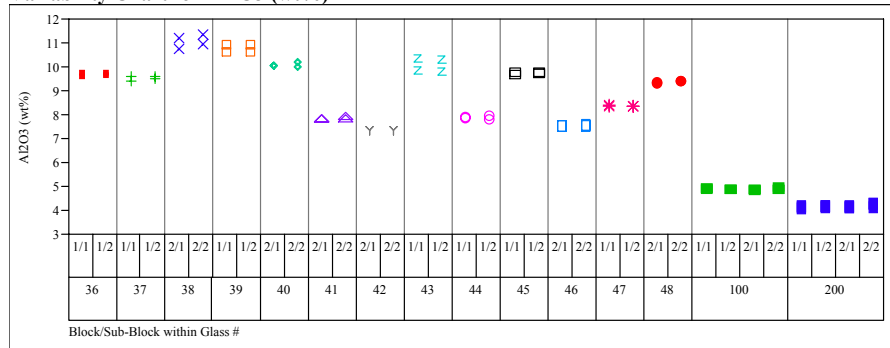 12
11
10
9
8
7
6
5
4
3
Al2O3 (wt%)
1/1 1/2 1/1 1/2 2/1 2/2 1/1 1/2 2/1 2/2 2/1 2/2 2/1 2/2 1/1 1/2 1/1 1/2 1/1 1/2 2/1 2/2 1/1 1/2 2/1 2/2 1/1 1/2 2/1 2/2 1/1 1/2 2/1 2/2
36 37 38 39 40 41 42 43 44 45 46 47 48 100 200
Block/Sub-Block within Glass #